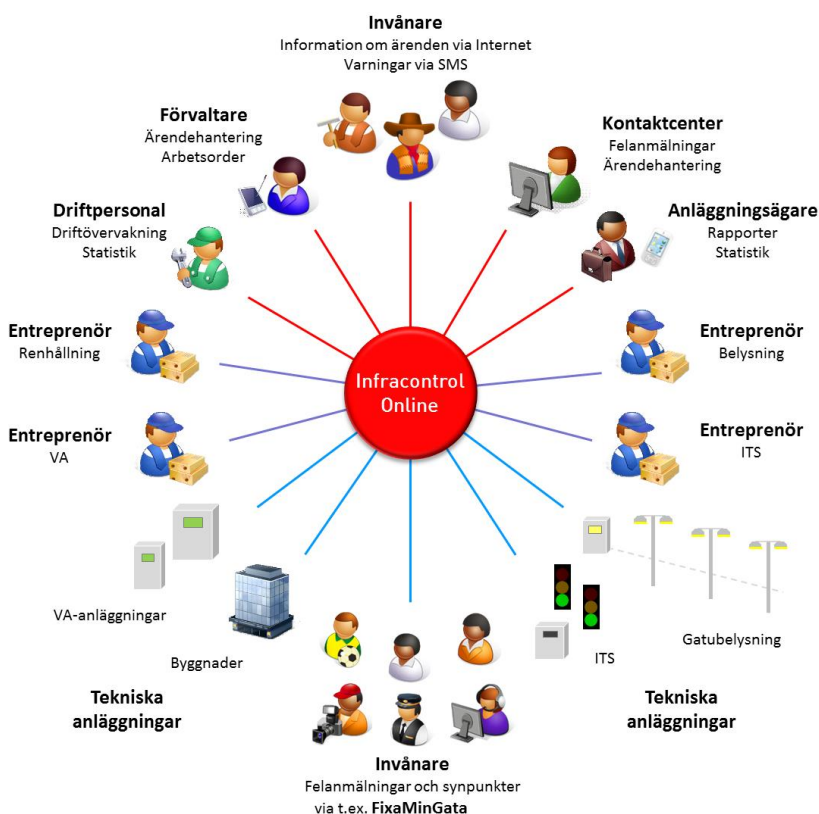 Invånare
Information om ärenden via Internet
Varningar via SMS
Förvaltare
Ärendehantering
Arbetsorder
Kontaktcenter
Felanmälningar
Ärendehantering
Driftpersonal
Driftövervakning
Statistik
Anläggningsägare
Rapporter
Statistik
Entreprenör
Renhållning
Entreprenör
Belysning
Infracontrol
Online
Entreprenör
VA
Entreprenör
ITS
VA-anläggningar
Byggnader
ITS
Gatubelysning
Tekniska
anläggningar
Tekniska
anläggningar
Invånare
Felanmälningar och synpunkter
via t.ex. FixaMinGata